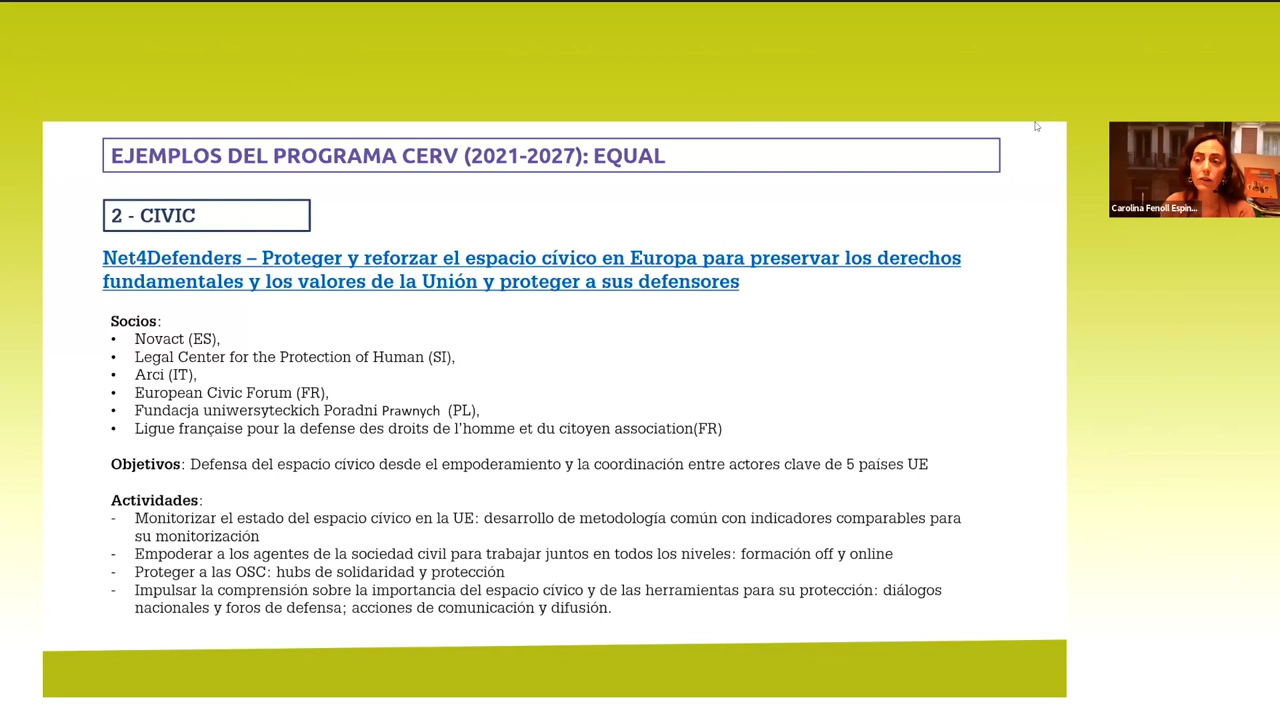 EJEMPLOS DEL PROGRAMA CERV (2021-2027): EQUAL
2 - CIVIC
Net4Defenders – Proteger y reforzar el espacio cívico en Europa para preservar los derechos
fundamentales y los valores de la Unión y proteger a sus defensores
Socios:
• Novact (ES),
• Legal Center for the Protection of Human (SI),
• Arci (IT),
• European Civic Forum (FR),
• Fundacja uniwersyteckich Poradni Prawnych (PL),
• Ligue française pour la defense des droits de l'homme et du citoyen association(FR)
Objetivos: Defensa del espacio cívico desde el empoderamiento y la coordinación entre actores clave de 5 países UE
Actividades:
- Monitorizar el estado del espacio cívico en la UE: desarrollo de metodología común con indicadores comparables para
su monitorización
- Empoderar a los agentes de la sociedad civil para trabajar juntos en todos los niveles: formación off y online
- Proteger a las OSC: hubs de solidaridad y protección
- Impulsar la comprensión sobre la importancia del espacio cívico y de las herramientas para su protección: diálogos
nacionales y foros de defensa; acciones de comunicación y difusión.
Carolina Fenoll Espin...